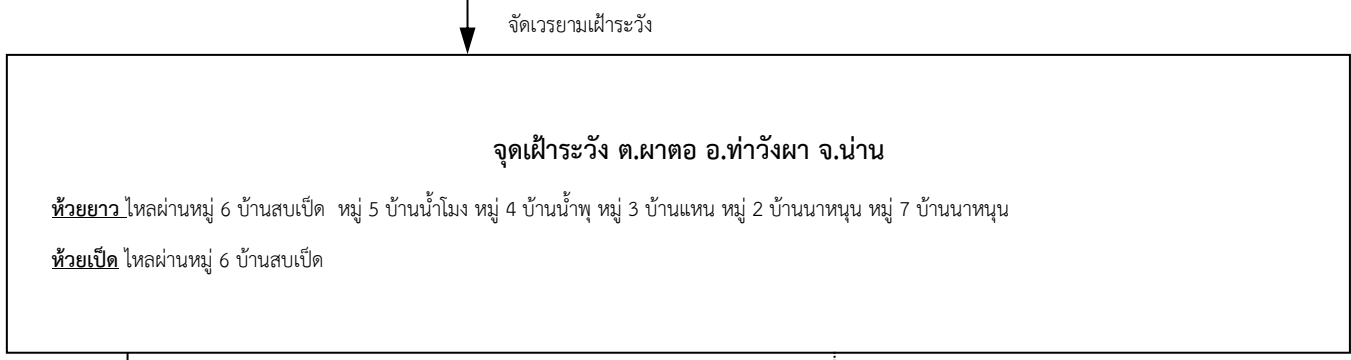 จัดเวรยามเฝ้าระวัง
จุดเฝ้าระวัง ต.ผาตอ อ.ท่าวังผา จ.น่าน
ห้วยยาว ไหลผ่านหมู่ 6 บ้านสบเป็ด หมู่ 5 บ้านน้ำโมง หมู่ 4 บ้านน้ำพุ หมู่ 3 บ้านแหน หมู่ 2 บ้านนาหนุน หมู่ 7 บ้านนาหนุน
ห้วยเป็ด ไหลผ่านหมู่ 6 บ้านสบเป็ด